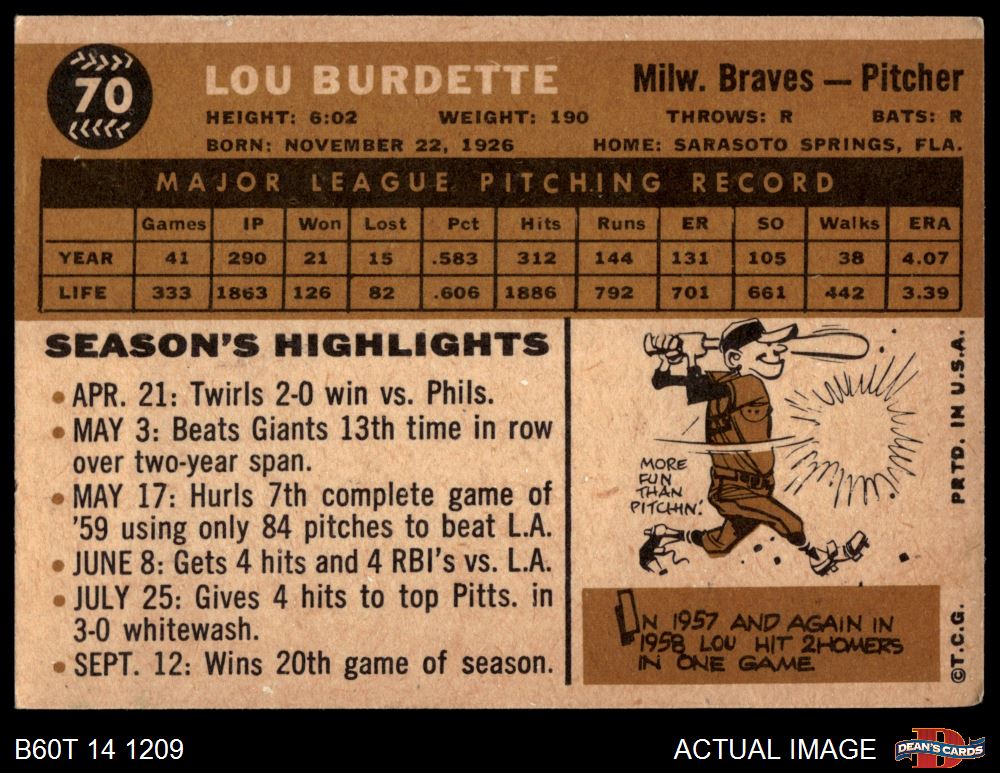 70
LOU BURDETTE
Milw. Braves — Pitcher
HEIGHT: 6:02 WEIGHT: 190 THROWS: R BATS: R
BORN: NOVEMBER 22, 1926 HOME: SARASOTO SPRINGS, FLA.
MAJOR LEAGUE PITCHING RECORD
Games IP Won Lost Pct Hits Runs ER SO Walks ERA
YEAR 41 290 21 15 .583 312 144 131 105 38 4.07
LIFE 333 1863 126 82 .606 1886 792 701 661 442 3.39
SEASON'S HIGHLIGHTS
• APR. 21: Twirls 2-0 win vs. Phils.
• MAY 3: Beats Giants 13th time in row
over two-year span.
• MAY 17: Hurls 7th complete game of
'59 using only 84 pitches to beat L.A.
• JUNE 8: Gets 4 hits and 4 RBI's vs. L.A.
• JULY 25: Gives 4 hits to top Pitts. in
3-0 whitewash.
• SEPT. 12: Wins 20th game of season.
MORE
FUN
THAN
PITCHIN'!
IN 1957 AND AGAIN IN
1958 LOU HIT 2 HOMERS
IN ONE GAME
PRTD. IN U.S.A.
©T.C.G.
B60T 14 1209
ACTUAL IMAGE
D
DEAN'S CARDS